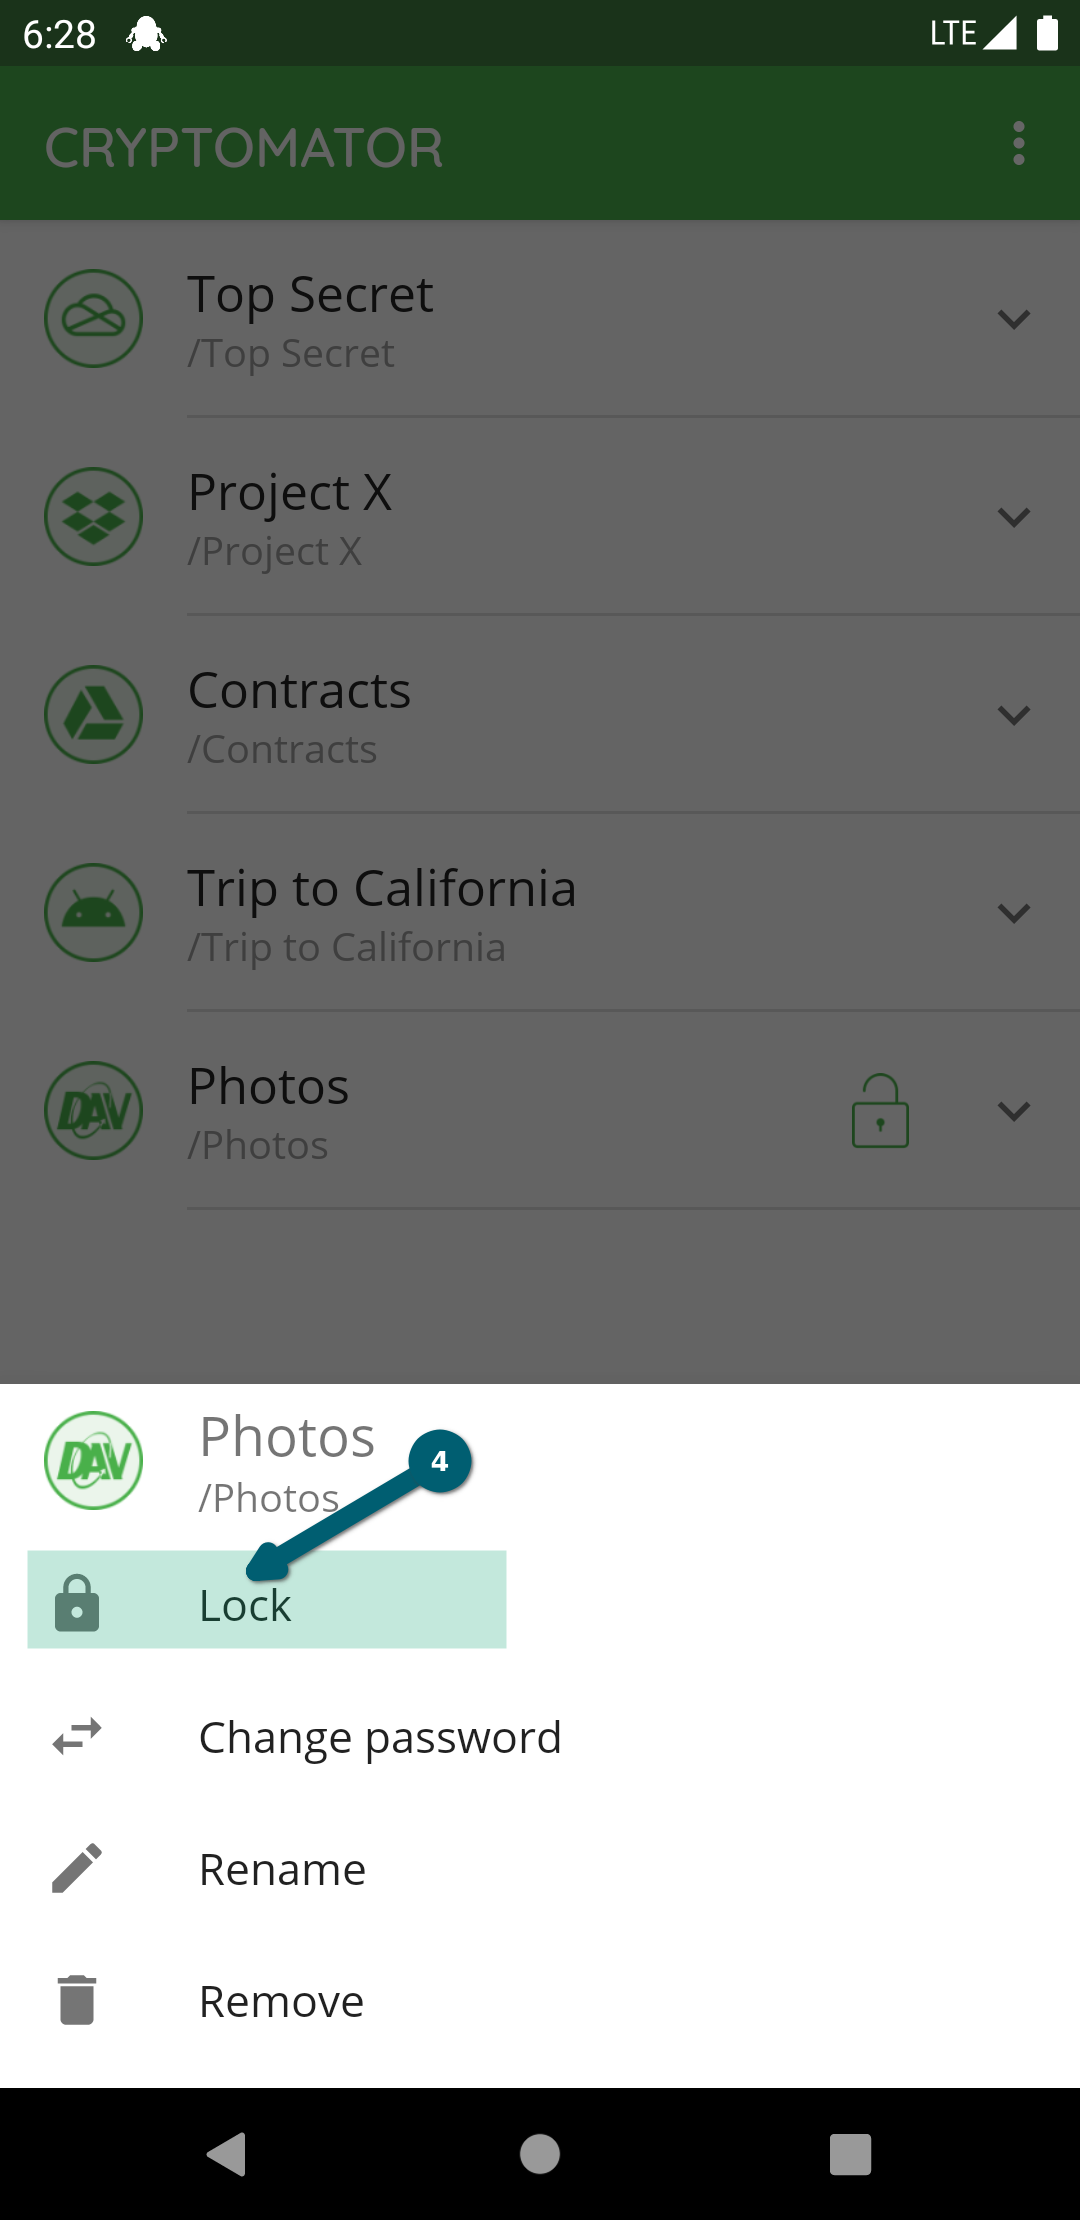 6:28
LTE
CRYPTOMATOR
Top Secret
/Top Secret
Project X
/Project X
Contracts
/Contracts
Trip to California
/Trip to California
DAV
Photos
/Photos
DAV
Photos
4
/Photos
Lock
Change password
Rename
Remove